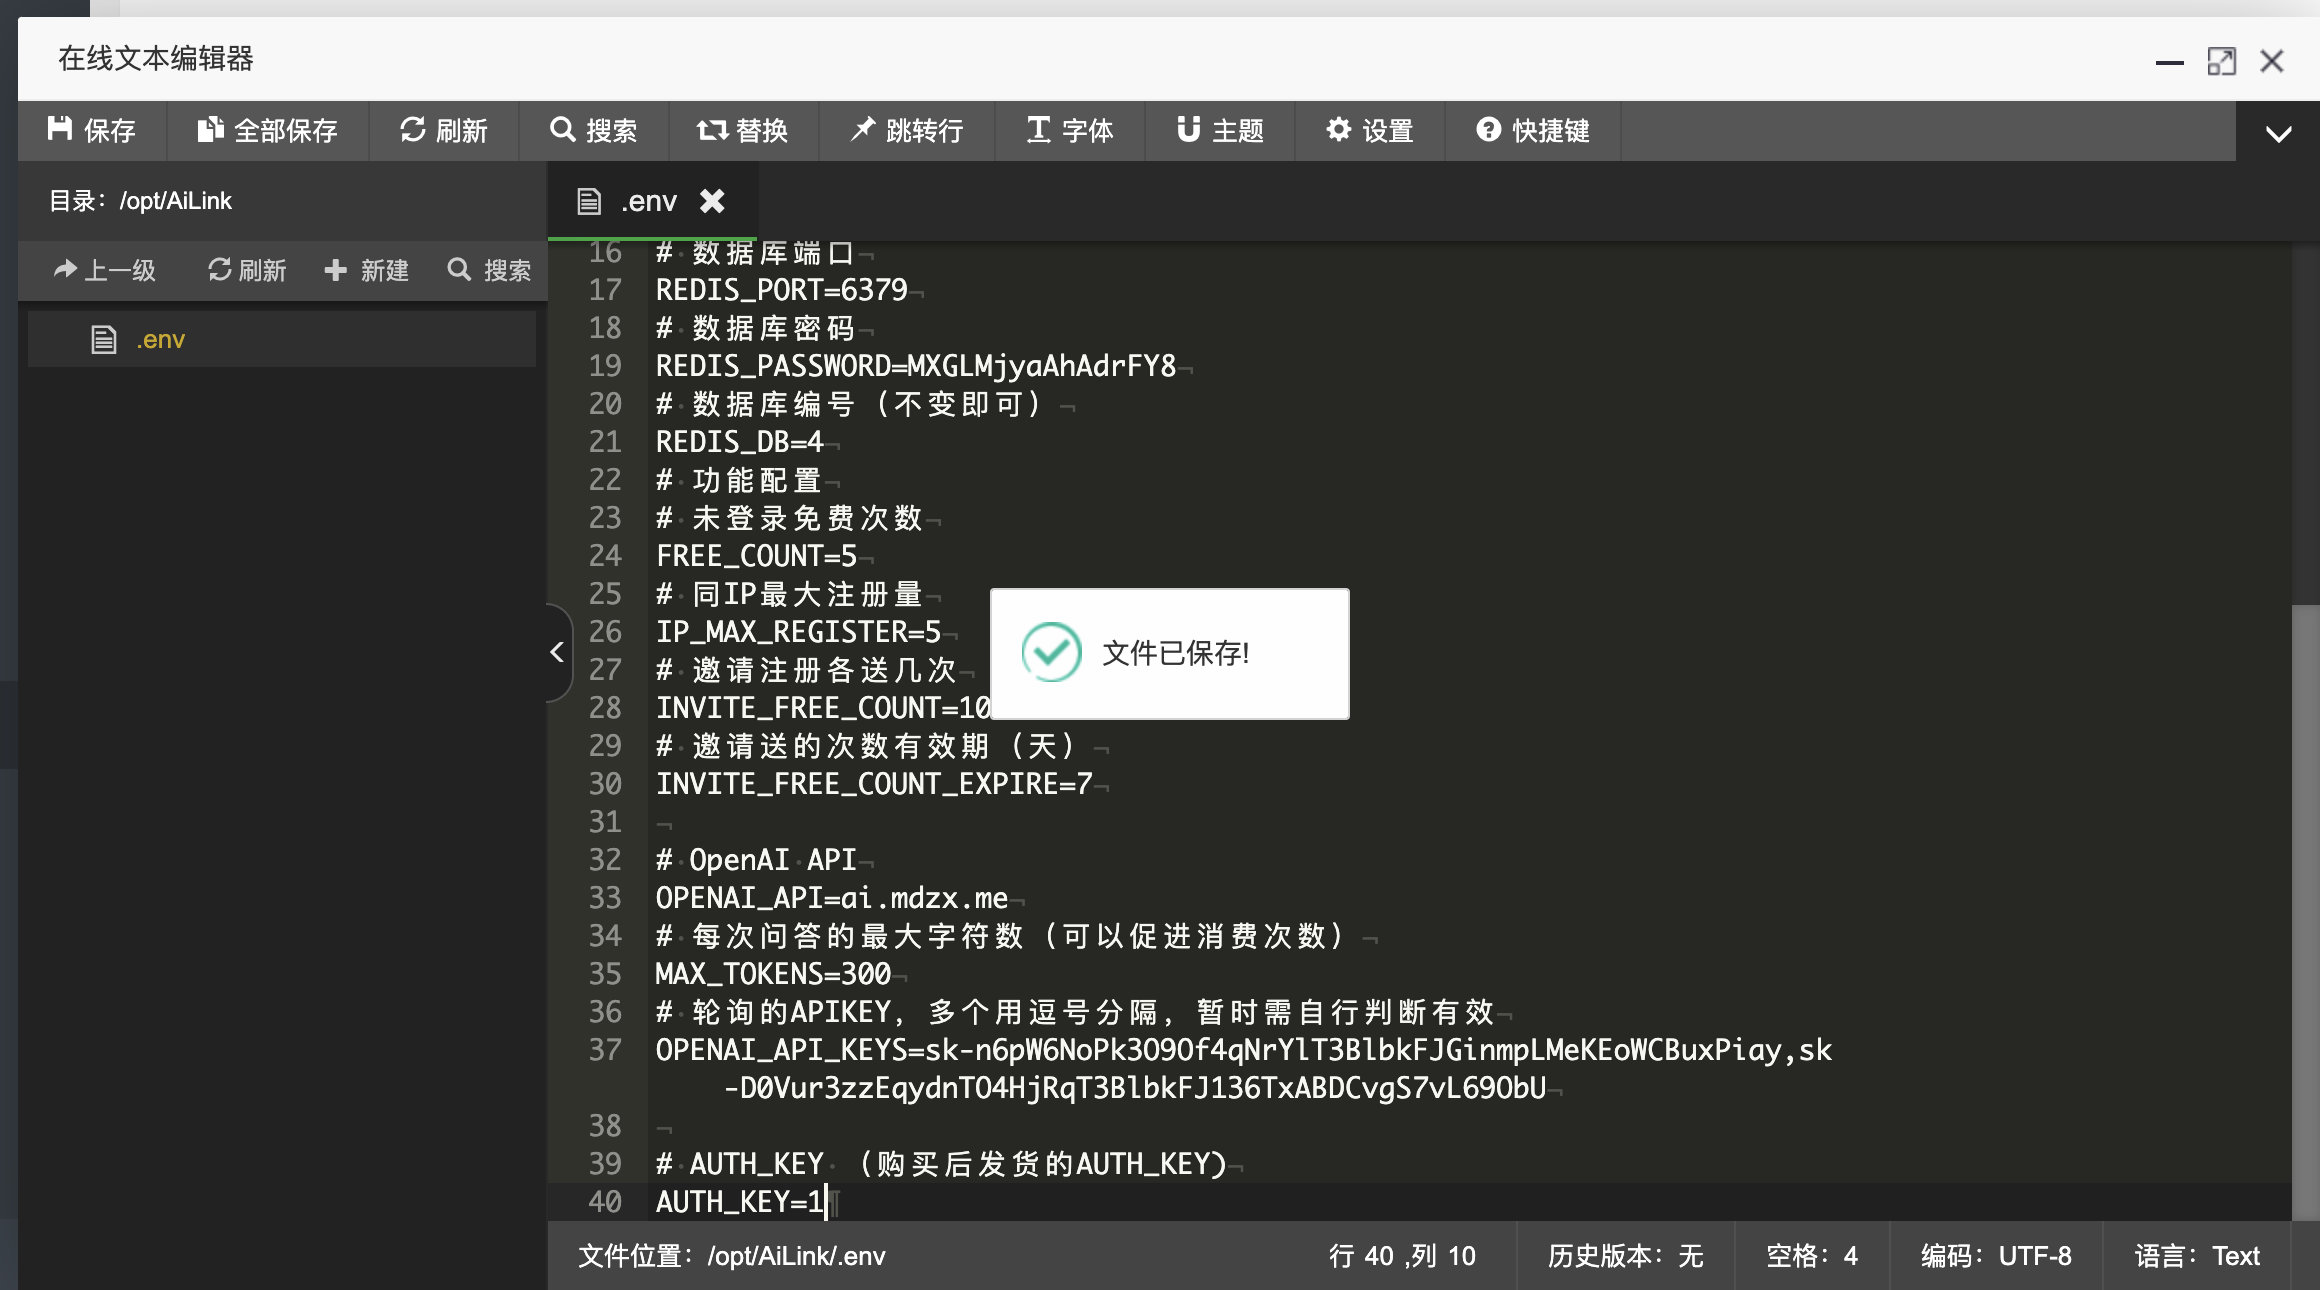 在线文本编辑器
保存 全部保存 刷新 搜索 替换 跳转行 字体 主题 设置 快捷键
目录：/opt/AiLink
上一级 刷新 新建 搜索
.env
.env
16 # 数据库端口
17 REDIS_PORT=6379
18 # 数据库密码
19 REDIS_PASSWORD=MXGLMjyaAhAdrFY8
20 # 数据库编号（不变即可）
21 REDIS_DB=4
22 # 功能配置
23 # 未登录免费次数
24 FREE_COUNT=5
25 # 同IP最大注册量
26 IP_MAX_REGISTER=5
27 # 邀请注册各送几次
28 INVITE_FREE_COUNT=10
29 # 邀请送的次数有效期（天）
30 INVITE_FREE_COUNT_EXPIRE=7
31
32 # OpenAI API
33 OPENAI_API=ai.mdzx.me
34 # 每次问答的最大字符数（可以促进消费次数）
35 MAX_TOKENS=300
36 # 轮询的APIKEY，多个用逗号分隔，暂时需自行判断有效
37 OPENAI_API_KEYS=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,sk
-D0Vur3zzEqydnTO4HjRqT3BlbkFJ136TxABDCvgS7vL69ObU
38
39 # AUTH_KEY （购买后发货的AUTH_KEY)
40 AUTH_KEY=1
文件已保存!
文件位置：/opt/AiLink/.env 行 40 ,列 10 历史版本：无 空格：4 编码：UTF-8 语言：Text